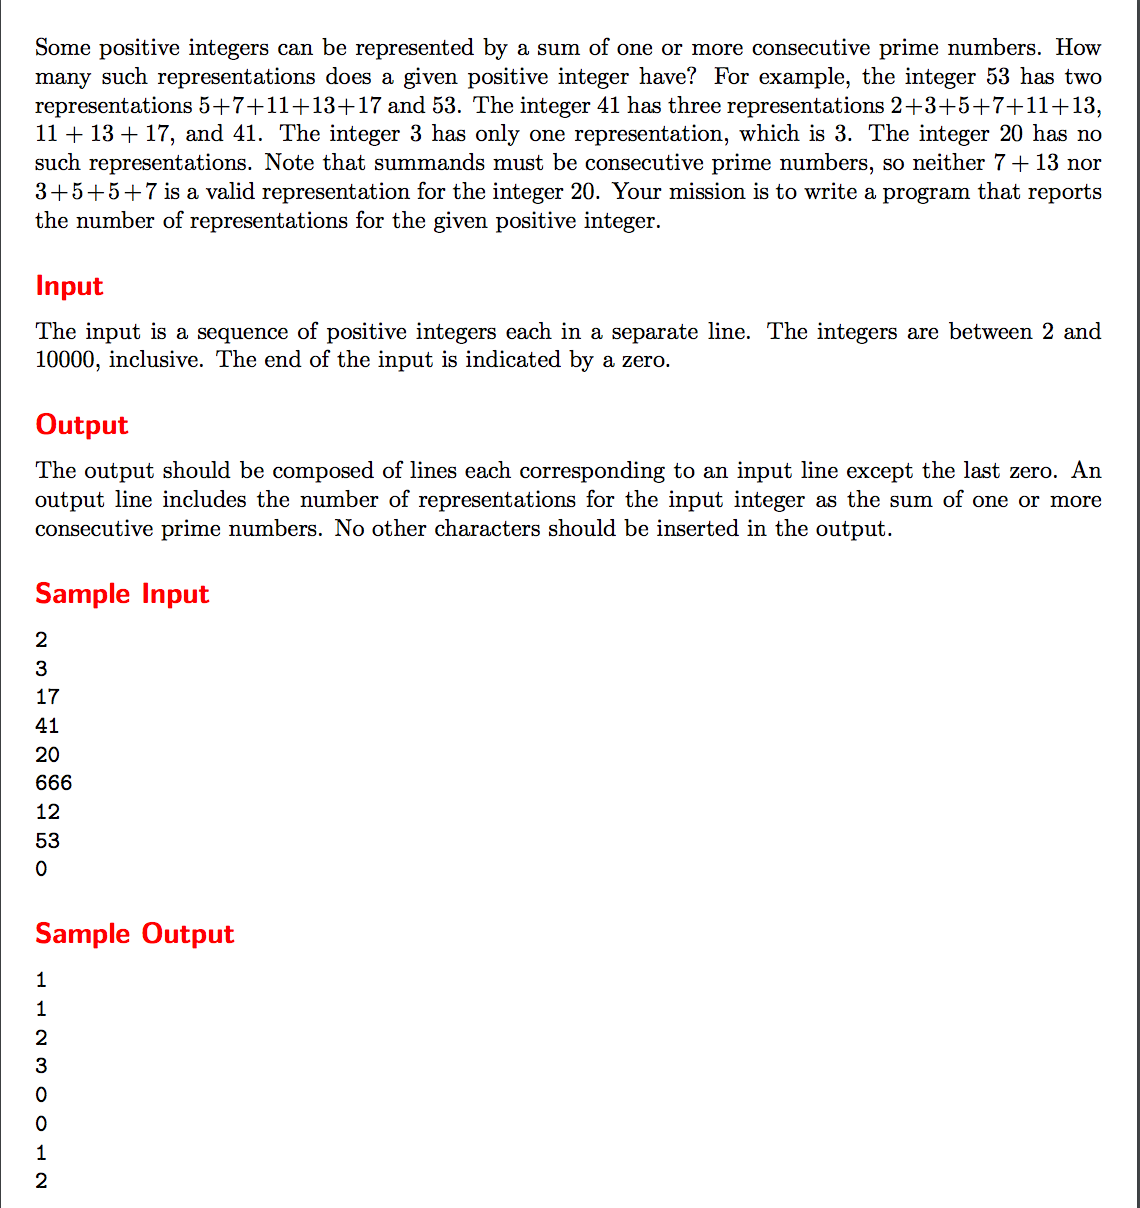 Some positive integers can be represented by a sum of one or more consecutive prime numbers. How
many such representations does a given positive integer have? For example, the integer 53 has two
representations 5+7+11+13+17 and 53. The integer 41 has three representations 2+3+5+7+11+13,
11 + 13 + 17, and 41. The integer 3 has only one representation, which is 3. The integer 20 has no
such representations. Note that summands must be consecutive prime numbers, so neither 7 + 13 nor
3+5+5+7 is a valid representation for the integer 20. Your mission is to write a program that reports
the number of representations for the given positive integer.
Input
The input is a sequence of positive integers each in a separate line. The integers are between 2 and
10000, inclusive. The end of the input is indicated by a zero.
Output
The output should be composed of lines each corresponding to an input line except the last zero. An
output line includes the number of representations for the input integer as the sum of one or more
consecutive prime numbers. No other characters should be inserted in the output.
Sample Input
2
3
17
41
20
666
12
53
0
Sample Output
1
1
2
3
0
0
1
2